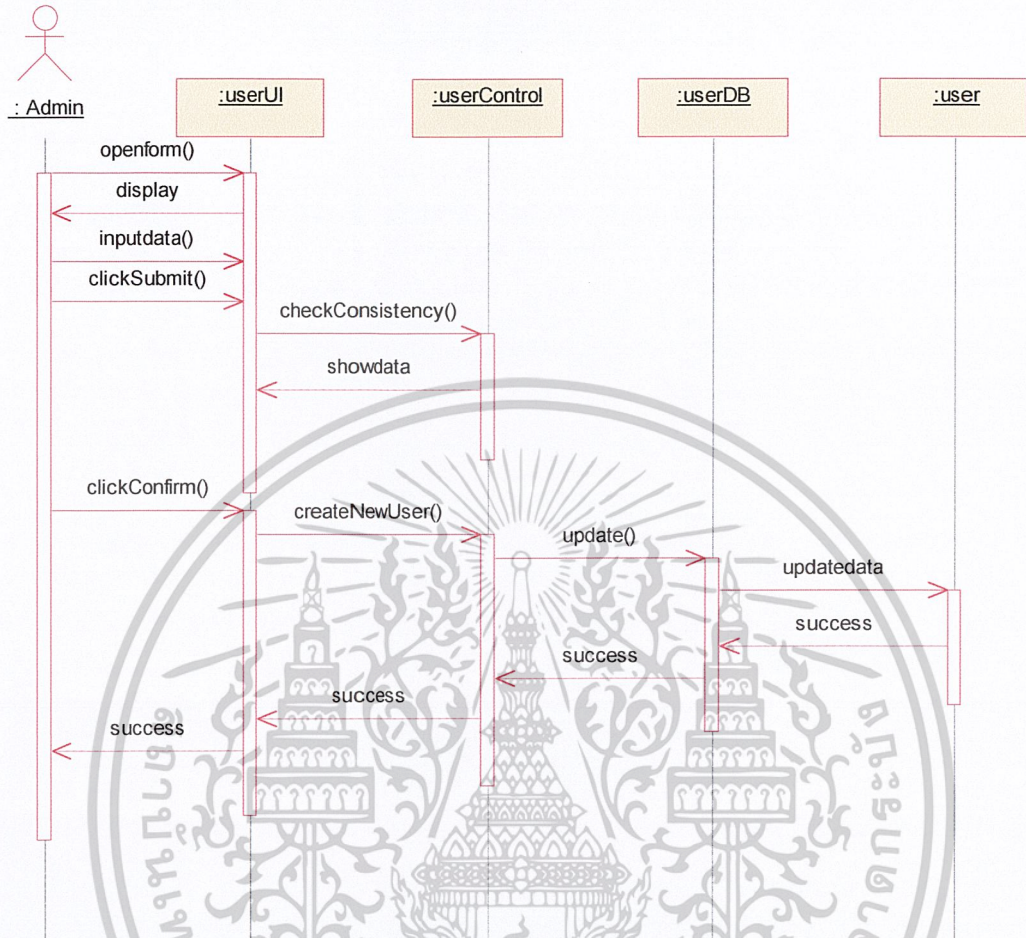 : Admin
:userUI
:userControl
:userDB
:user
openform()
display
inputdata()
clickSubmit()
checkConsistency()
showdata
clickConfirm()
createNewUser()
update()
updatedata
success
success
success
success